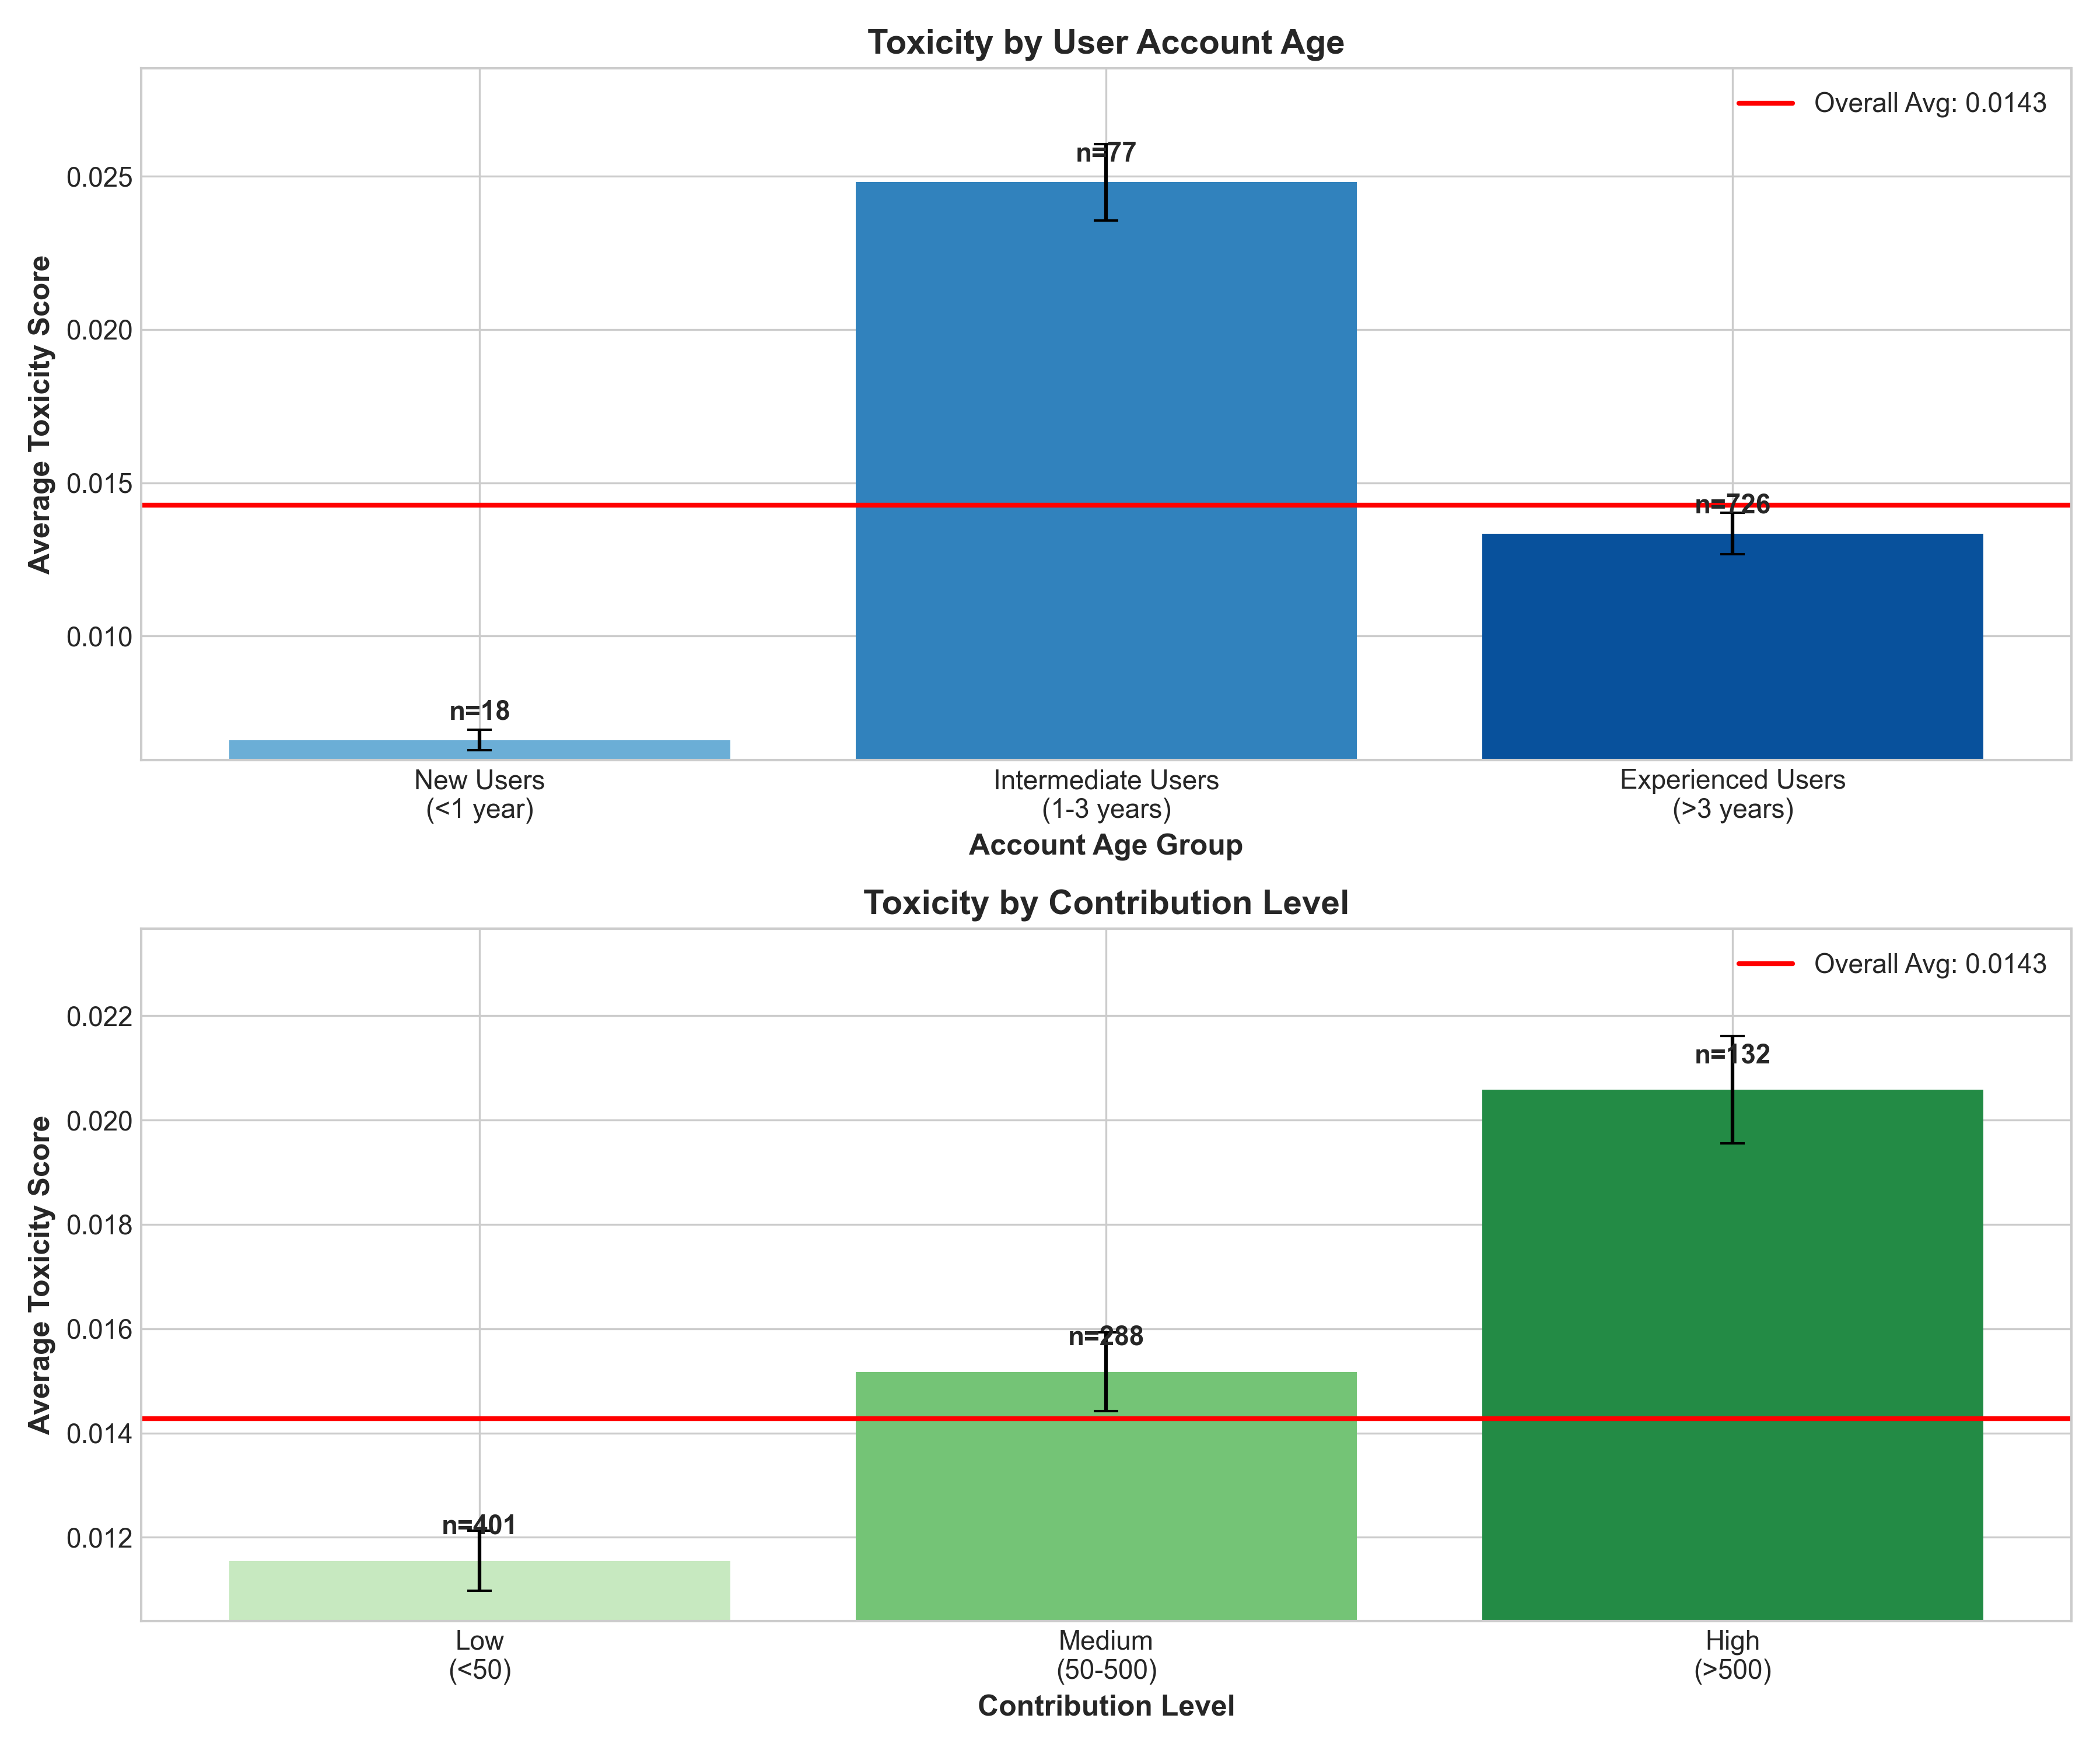 Toxicity by User Account Age
Overall Avg: 0.0143
Average Toxicity Score
0.025
0.020
0.015
0.010
n=77
n=726
n=18
New Users
(<1 year)
Intermediate Users
(1-3 years)
Experienced Users
(>3 years)
Account Age Group
Toxicity by Contribution Level
Overall Avg: 0.0143
Average Toxicity Score
0.022
0.020
0.018
0.016
0.014
0.012
n=132
n=288
n=401
Low
(<50)
Medium
(50-500)
High
(>500)
Contribution Level